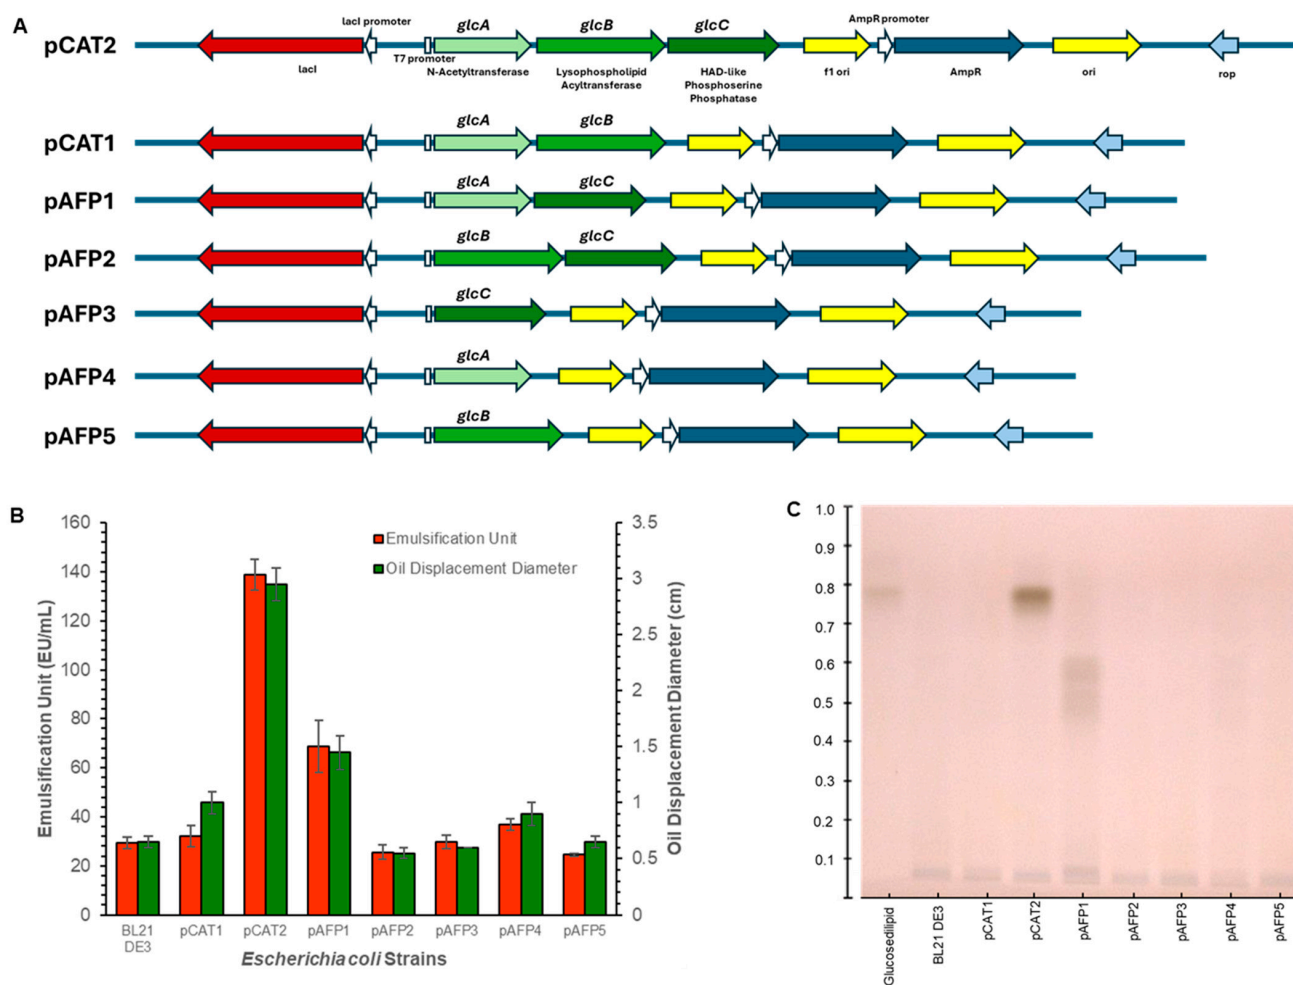 A
pCAT2
lacI promoter
glcA
glcB
glcC
AmpR promoter
lacI
T7 promoter
N-Acetyltransferase
Lysophospholipid
Acyltransferase
HAD-like
Phosphoserine
Phosphatase
f1 ori
AmpR
ori
rop
pCAT1
glcA
glcB
pAFP1
glcA
glcC
pAFP2
glcB
glcC
pAFP3
glcC
pAFP4
glcA
pAFP5
glcB
B
Emulsification Unit (EU/mL)
160
140
120
100
80
60
40
20
0
Emulsification Unit
Oil Displacement Diameter
3.5
3
2.5
2
1.5
1
0.5
0
Oil Displacement Diameter (cm)
BL21
DE3
pCAT1
pCAT2
pAFP1
pAFP2
pAFP3
pAFP4
pAFP5
Escherichia coli Strains
C
1.0
0.9
0.8
0.7
0.6
0.5
0.4
0.3
0.2
0.1
Glucosedilipid
BL21 DE3
pCAT1
pCAT2
pAFP1
pAFP2
pAFP3
pAFP4
pAFP5